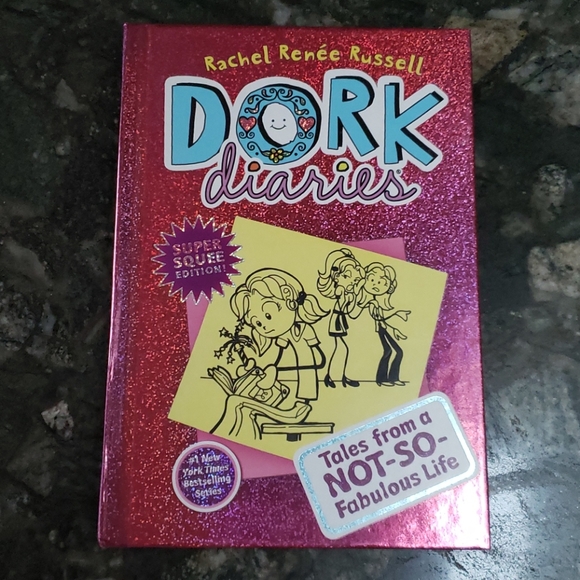 Rachel Renée Russell
DORK
diaries
SUPER
SQUEE
EDITION!
Tales from a
NOT-SO-
Fabulous Life
#1 New
York Times
Bestselling
Series